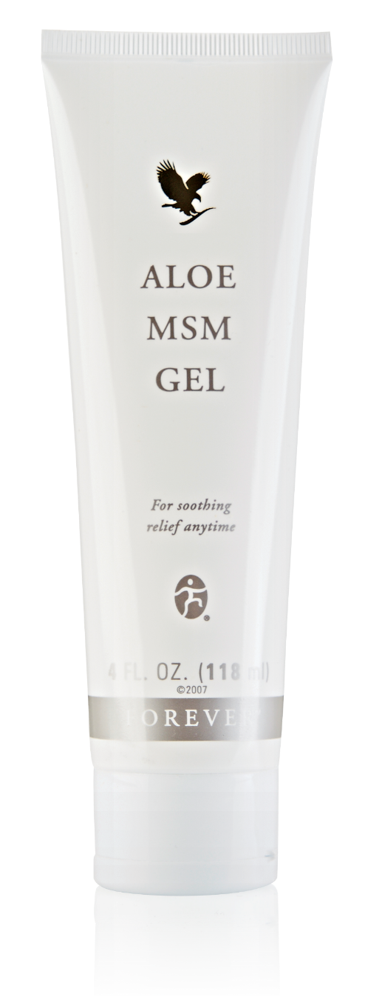 ALOE
MSM
GEL
For soothing
relief anytime
®
4 FL. OZ. (118 ml)
©2007
FOREVER